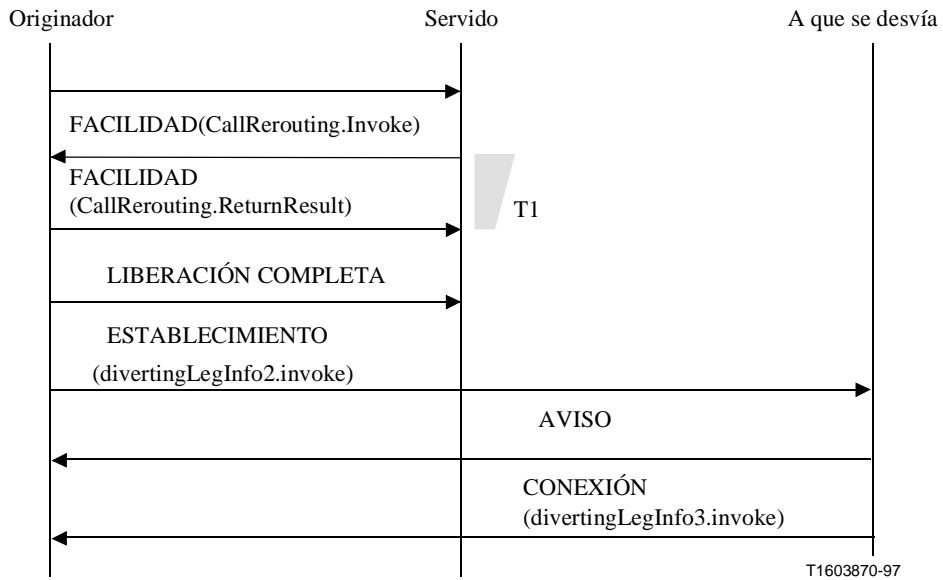 Originador
Servido
A que se desvía
FACILIDAD(CallRerouting.Invoke)
FACILIDAD
(CallRerouting.ReturnResult)
T1
LIBERACIÓN COMPLETA
ESTABLECIMIENTO
(divertingLegInfo2.invoke)
AVISO
CONEXIÓN
(divertingLegInfo3.invoke)
T1603870-97